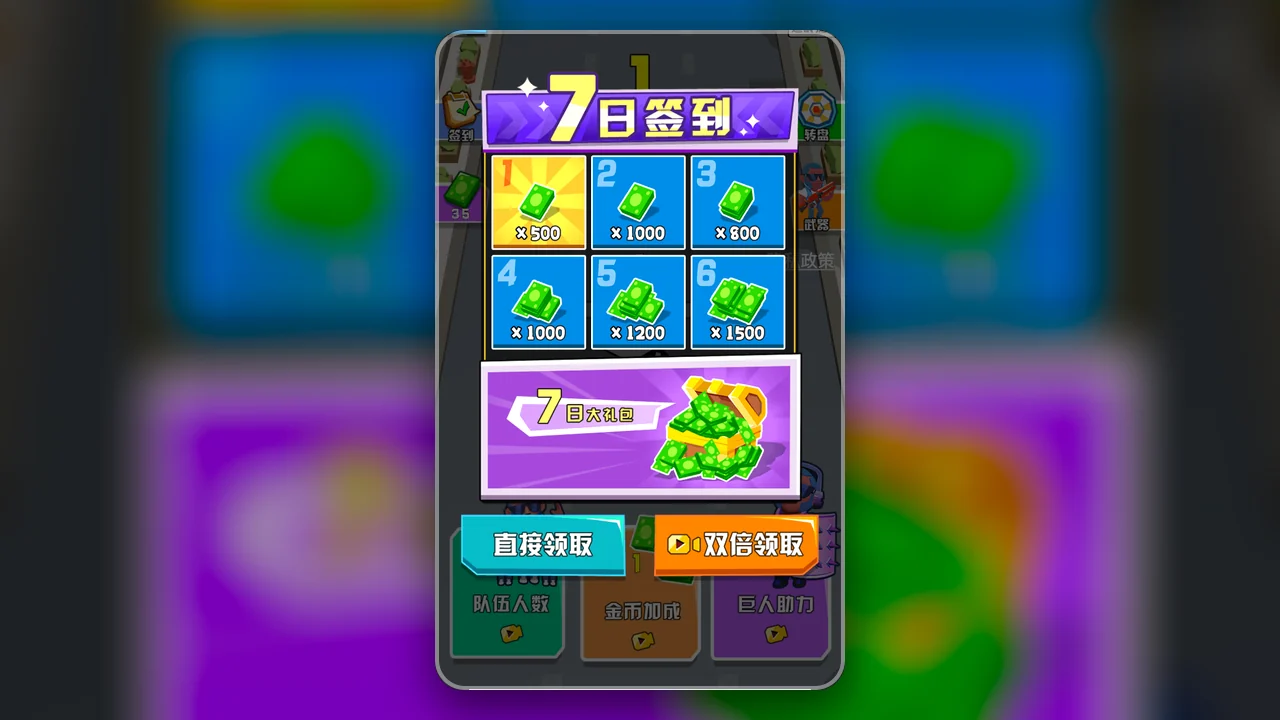 1
7日签到
签到
转盘
35
武器
政策
1
×500
2
×1000
3
×800
4
×1000
5
×1200
6
×1500
7日大礼包
直接领取
双倍领取
1
队伍人数
金币加成
巨人助力